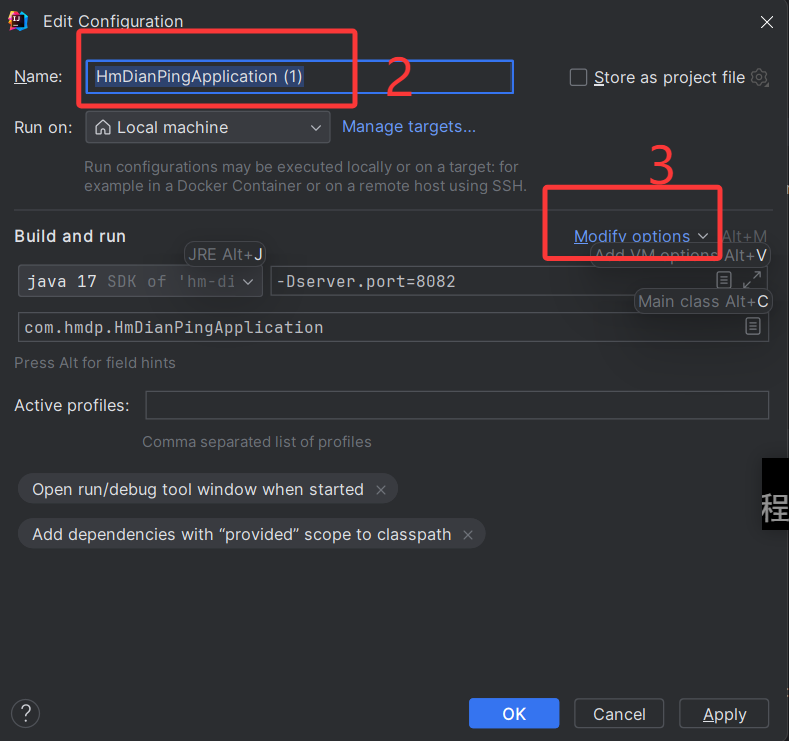 Edit Configuration
Name: HmDianPingApplication (1) 2 Store as project file
Run on: Local machine Manage targets...
Run configurations may be executed locally or on a target: for
example in a Docker Container or on a remote host using SSH.
3
Build and run Modify options Alt+M
JRE Alt+J Add VM options Alt+V
java 17 SDK of 'hm-di -Dserver.port=8082
Main class Alt+C
com.hmdp.HmDianPingApplication
Press Alt for field hints
Active profiles:
Comma separated list of profiles
程
Open run/debug tool window when started ×
Add dependencies with “provided” scope to classpath ×
? OK Cancel Apply